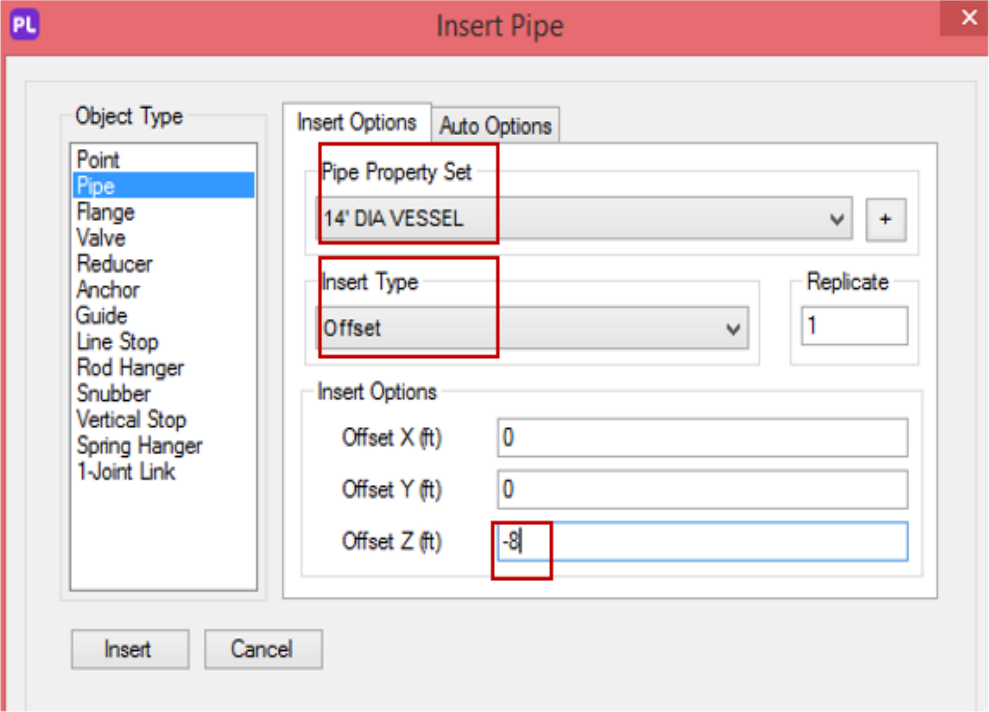 PL
Insert Pipe
Object Type
Point
Pipe
Flange
Valve
Reducer
Anchor
Guide
Line Stop
Rod Hanger
Snubber
Vertical Stop
Spring Hanger
1-Joint Link
Insert Options
Auto Options
Pipe Property Set
14' DIA VESSEL
+
Insert Type
Offset
Replicate
1
Insert Options
Offset X (ft) 0
Offset Y (ft) 0
Offset Z (ft) -8
Insert
Cancel